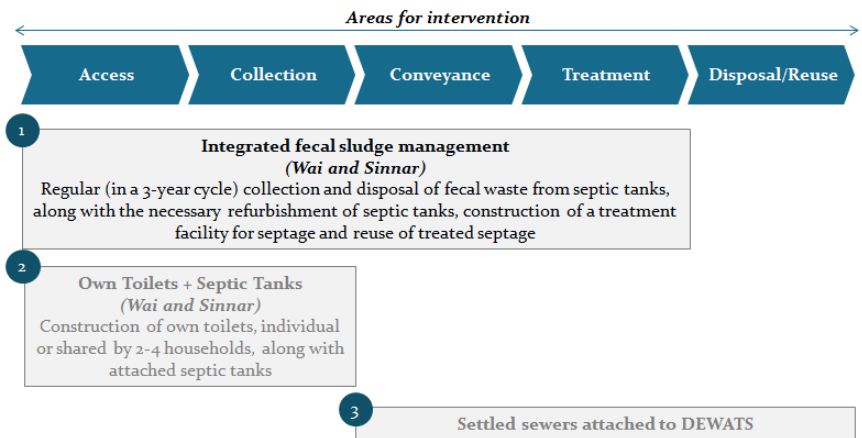 Areas for intervention
Access
Collection
Conveyance
Treatment
Disposal/Reuse
1
Integrated fecal sludge management
(Wai and Sinnar)
Regular (in a 3-year cycle) collection and disposal of fecal waste from septic tanks,
along with the necessary refurbishment of septic tanks, construction of a treatment
facility for septage and reuse of treated septage
2
Own Toilets + Septic Tanks
(Wai and Sinnar)
Construction of own toilets, individual
or shared by 2-4 households, along with
attached septic tanks
3
Settled sewers attached to DEWATS